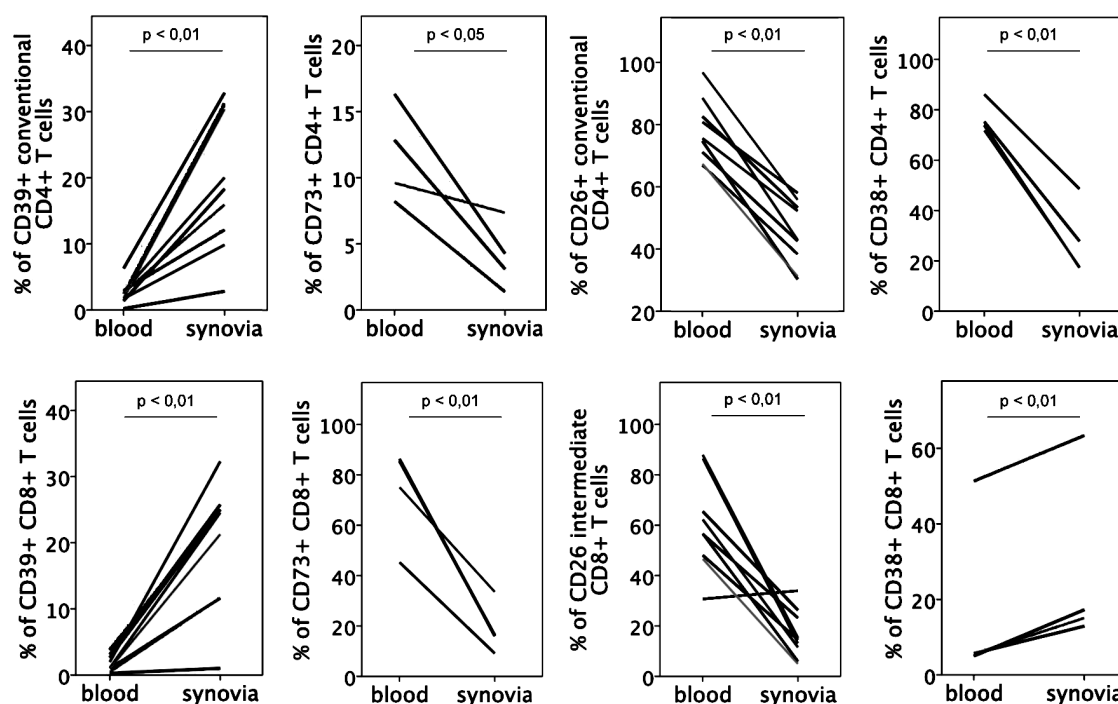 % of CD39+ conventional
CD4+ T cells
p < 0,01
40
30
20
10
0
blood synovia
% of CD73+ CD4+ T cells
p < 0,05
20
15
10
5
0
blood synovia
% of CD26+ conventional
CD4+ T cells
p < 0,01
100
80
60
40
20
blood synovia
% of CD38+ CD4+ T cells
p < 0,01
100
80
60
40
20
0
blood synovia
% of CD39+ CD8+ T cells
p < 0,01
40
30
20
10
0
blood synovia
% of CD73+ CD8+ T cells
p < 0,01
100
80
60
40
20
0
blood synovia
% of CD26 intermediate
CD8+ T cells
p < 0,01
100
80
60
40
20
0
blood synovia
% of CD38+ CD8+ T cells
p < 0,01
60
40
20
0
blood synovia